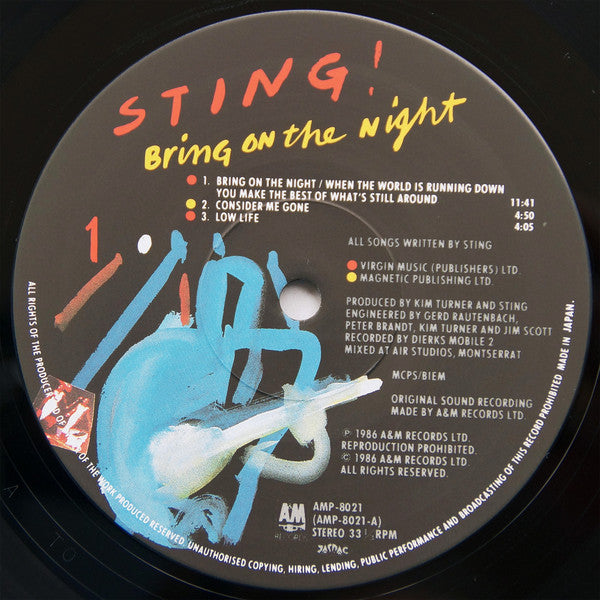 STING!
Bring ON the Night
1. BRING ON THE NIGHT / WHEN THE WORLD IS RUNNING DOWN
YOU MAKE THE BEST OF WHAT'S STILL AROUND 11:41
2. CONSIDER ME GONE 4:50
3. LOW LIFE 4:05
1
ALL SONGS WRITTEN BY STING
VIRGIN MUSIC (PUBLISHERS) LTD.
MAGNETIC PUBLISHING LTD.
PRODUCED BY KIM TURNER AND STING
ENGINEERED BY GERD RAUTENBACH,
PETER BRANDT, KIM TURNER AND JIM SCOTT
RECORDED BY DIERKS MOBILE 2
MIXED AT AIR STUDIOS, MONTSERRAT
MCPS/BIEM
ORIGINAL SOUND RECORDING
MADE BY A&M RECORDS LTD.
℗ 1986 A&M RECORDS LTD.
REPRODUCTION PROHIBITED.
© 1986 A&M RECORDS LTD.
ALL RIGHTS RESERVED.
A&M
RECORDS
AMP-8021
(AMP-8021-A)
STEREO 33 RPM
ALL RIGHTS OF THE PRODUCER AND OF OF THE WORK PRODUCED RESERVED. UNAUTHORISED COPYING, HIRING, LENDING, PUBLIC PERFORMANCE AND BROADCASTING OF THIS RECORD PROHIBITED. MADE IN JAPAN.